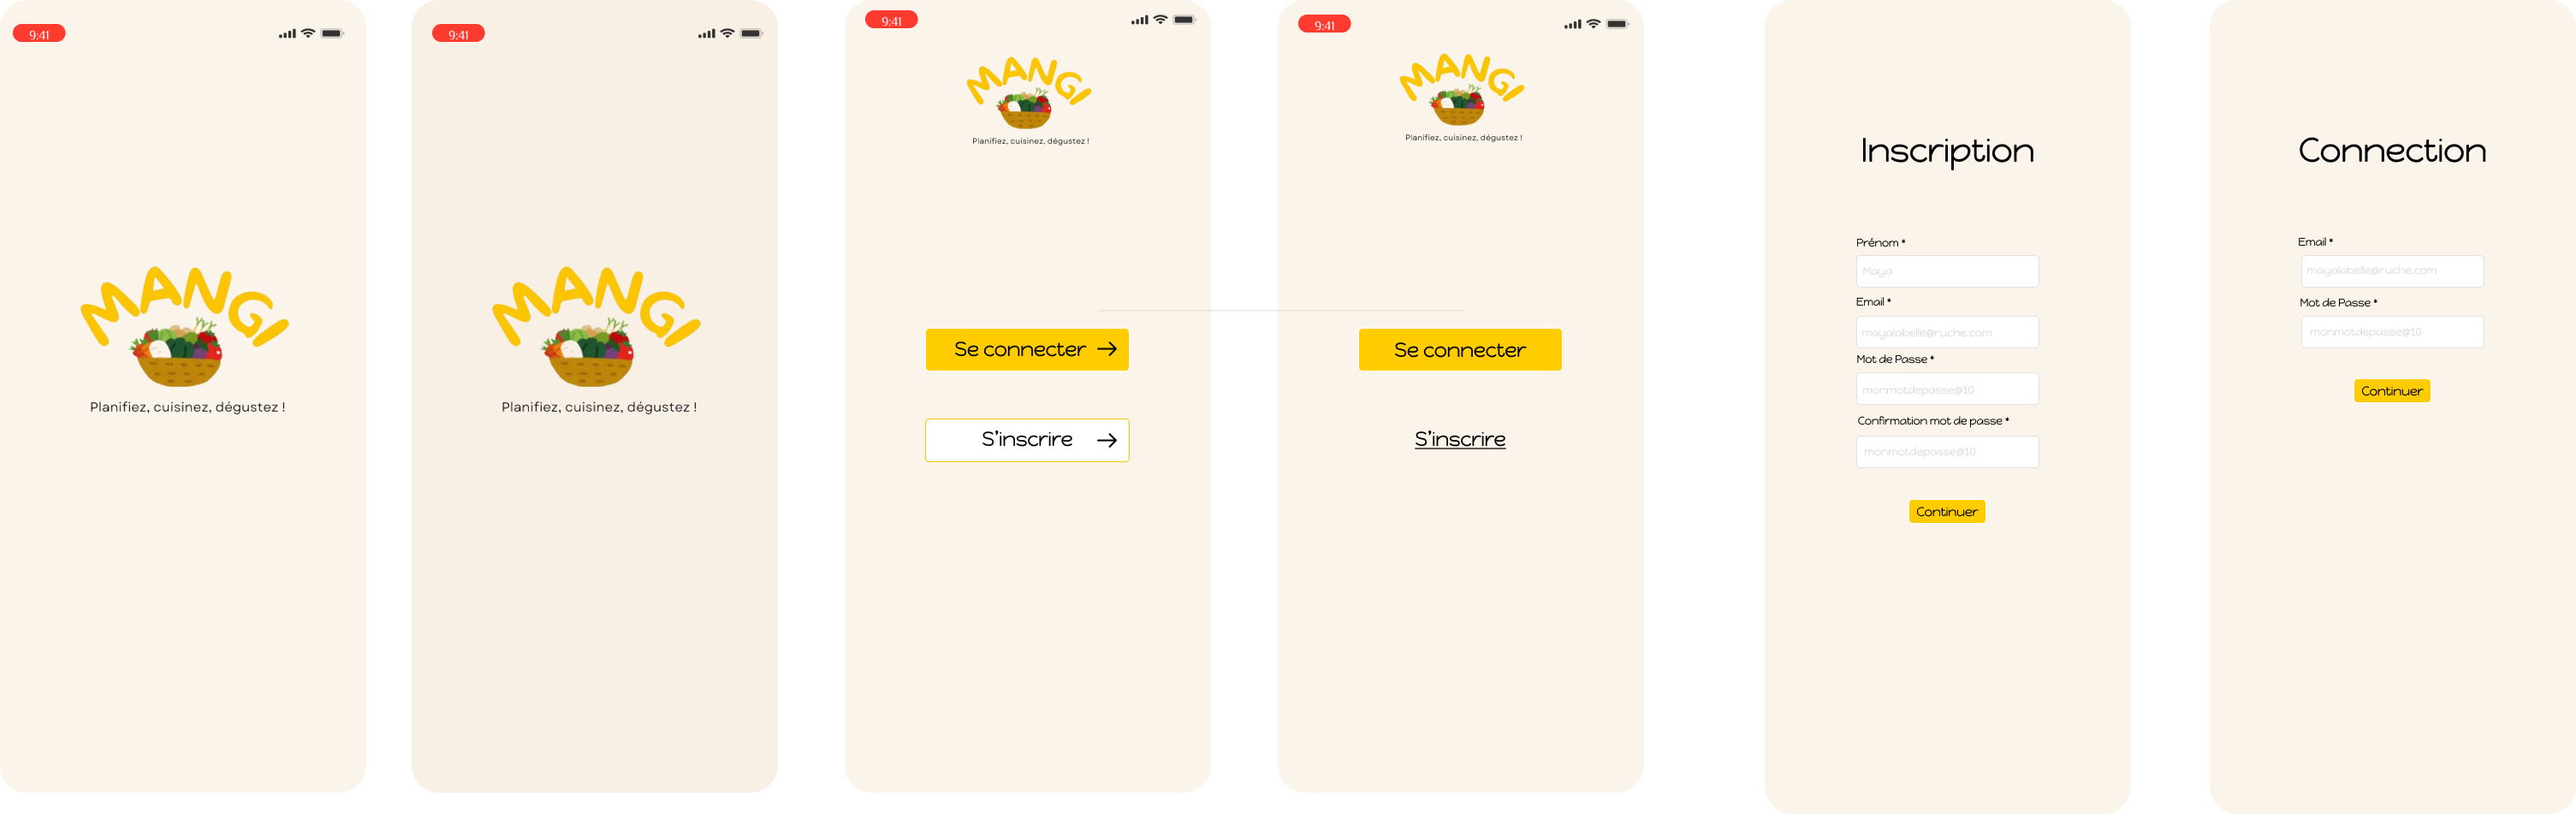 9:41
MANGI
Planifiez, cuisinez, dégustez !
9:41
MANGI
Planifiez, cuisinez, dégustez !
9:41
MANGI
Planifiez, cuisinez, dégustez !
Se connecter
S'inscrire
9:41
MANGI
Planifiez, cuisinez, dégustez !
Se connecter
S'inscrire
Inscription
Prénom *
Maya
Email *
mayalabelle@ruche.com
Mot de Passe *
monmotdepasse@10
Confirmation mot de passe *
monmotdepasse@10
Continuer
Connection
Email *
mayalabelle@ruche.com
Mot de Passe *
monmotdepasse@10
Continuer